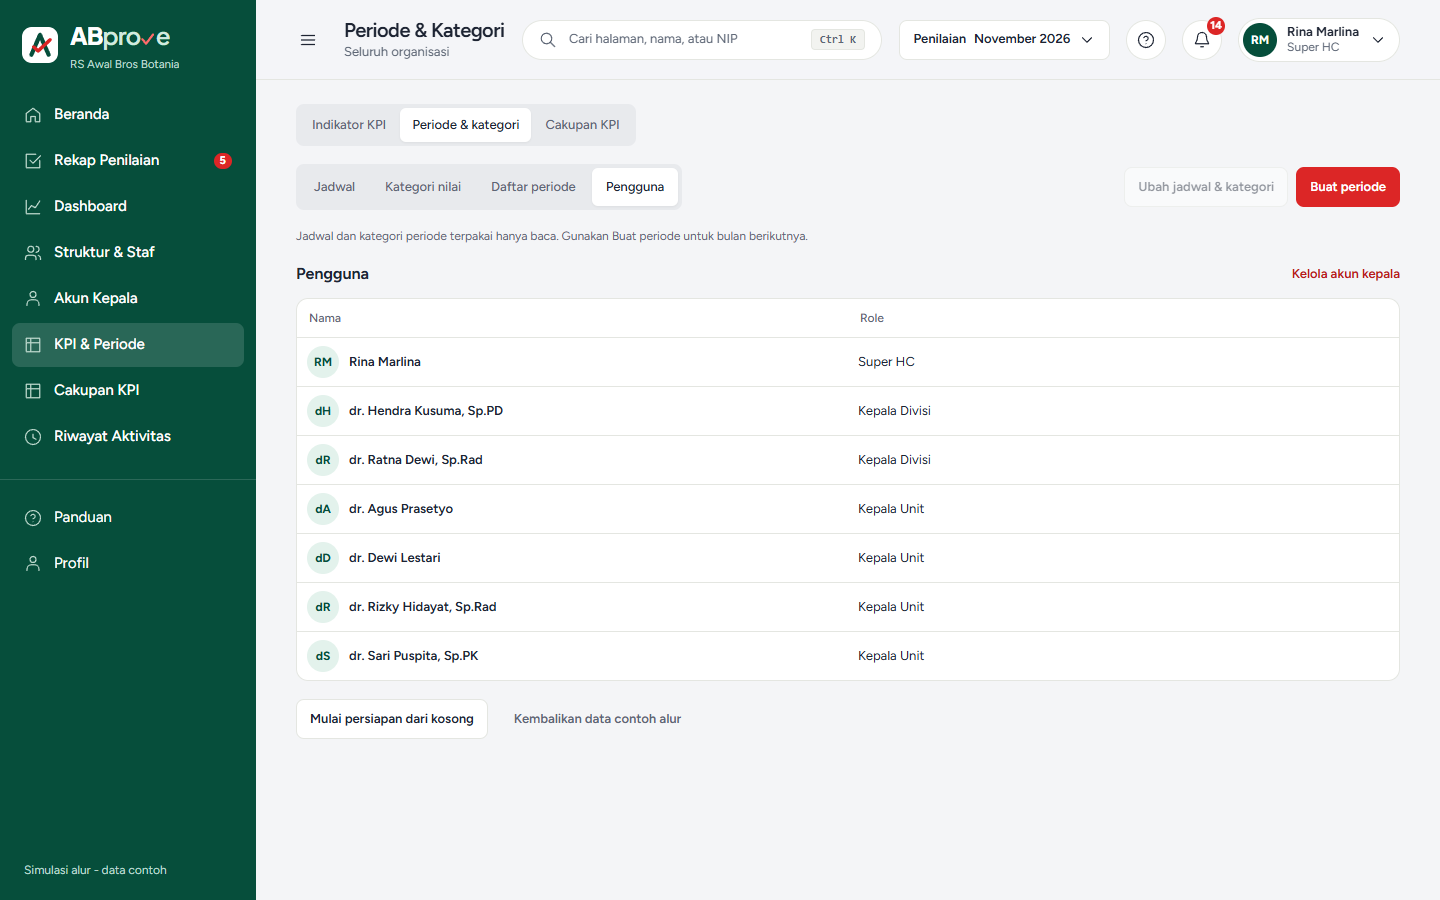 ABprove
RS Awal Bros Botania
Beranda
Rekap Penilaian 5
Dashboard
Struktur & Staf
Akun Kepala
KPI & Periode
Cakupan KPI
Riwayat Aktivitas
Panduan
Profil
Simulasi alur - data contoh
Periode & Kategori
Seluruh organisasi
Cari halaman, nama, atau NIP Ctrl K
Penilaian November 2026
14
RM Rina Marlina
Super HC
Indikator KPI Periode & kategori Cakupan KPI
Jadwal Kategori nilai Daftar periode Pengguna
Ubah jadwal & kategori Buat periode
Jadwal dan kategori periode terpakai hanya baca. Gunakan Buat periode untuk bulan berikutnya.
Pengguna Kelola akun kepala
Nama Role
RM Rina Marlina Super HC
dH dr. Hendra Kusuma, Sp.PD Kepala Divisi
dR dr. Ratna Dewi, Sp.Rad Kepala Divisi
dA dr. Agus Prasetyo Kepala Unit
dD dr. Dewi Lestari Kepala Unit
dR dr. Rizky Hidayat, Sp.Rad Kepala Unit
dS dr. Sari Puspita, Sp.PK Kepala Unit
Mulai persiapan dari kosong Kembalikan data contoh alur